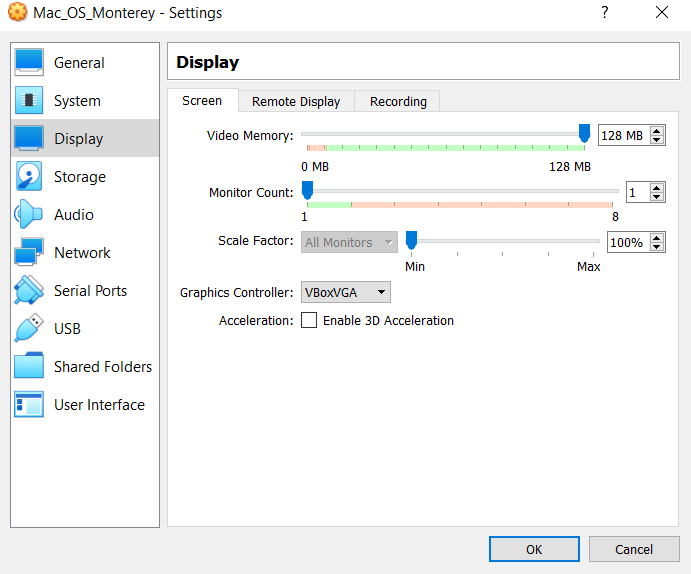 Mac_OS_Monterey - Settings
?
General
System
Display
Storage
Audio
Network
Serial Ports
USB
Shared Folders
User Interface
Display
Screen Remote Display Recording
Video Memory: 128 MB
0 MB 128 MB
Monitor Count: 1
1 8
Scale Factor: All Monitors 100%
Min Max
Graphics Controller: VBoxVGA
Acceleration: Enable 3D Acceleration
OK Cancel